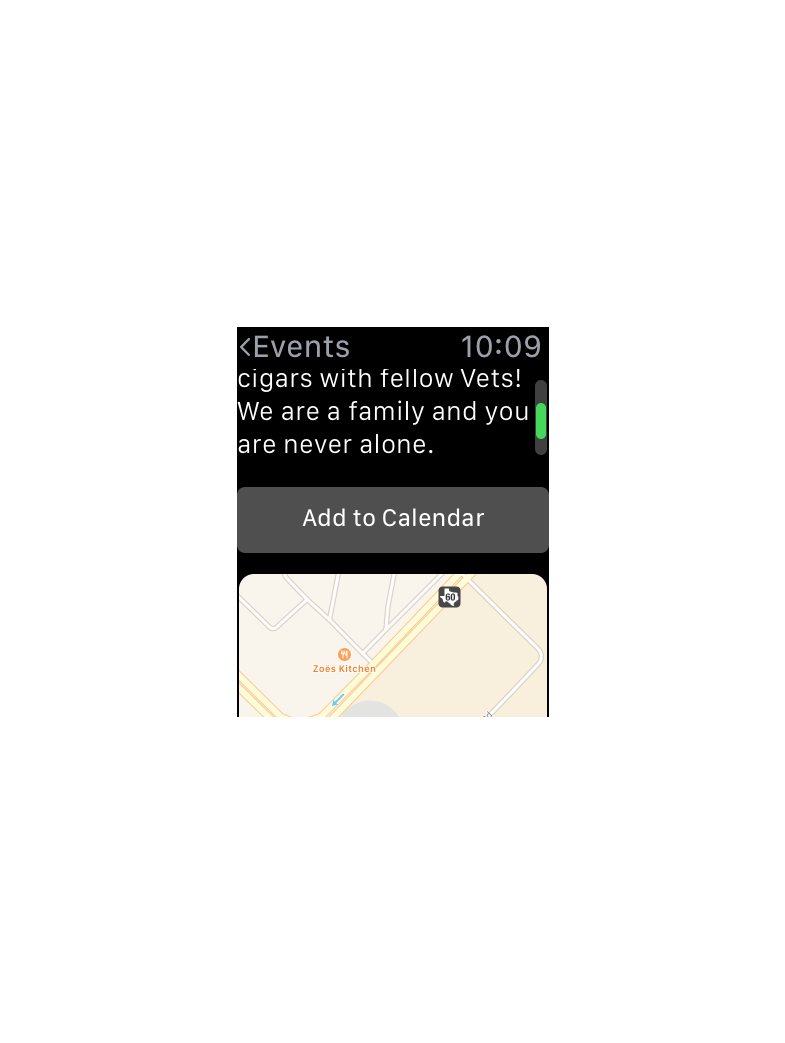 <Events 10:09
cigars with fellow Vets!
We are a family and you
are never alone.
Add to Calendar
60
Zoës Kitchen